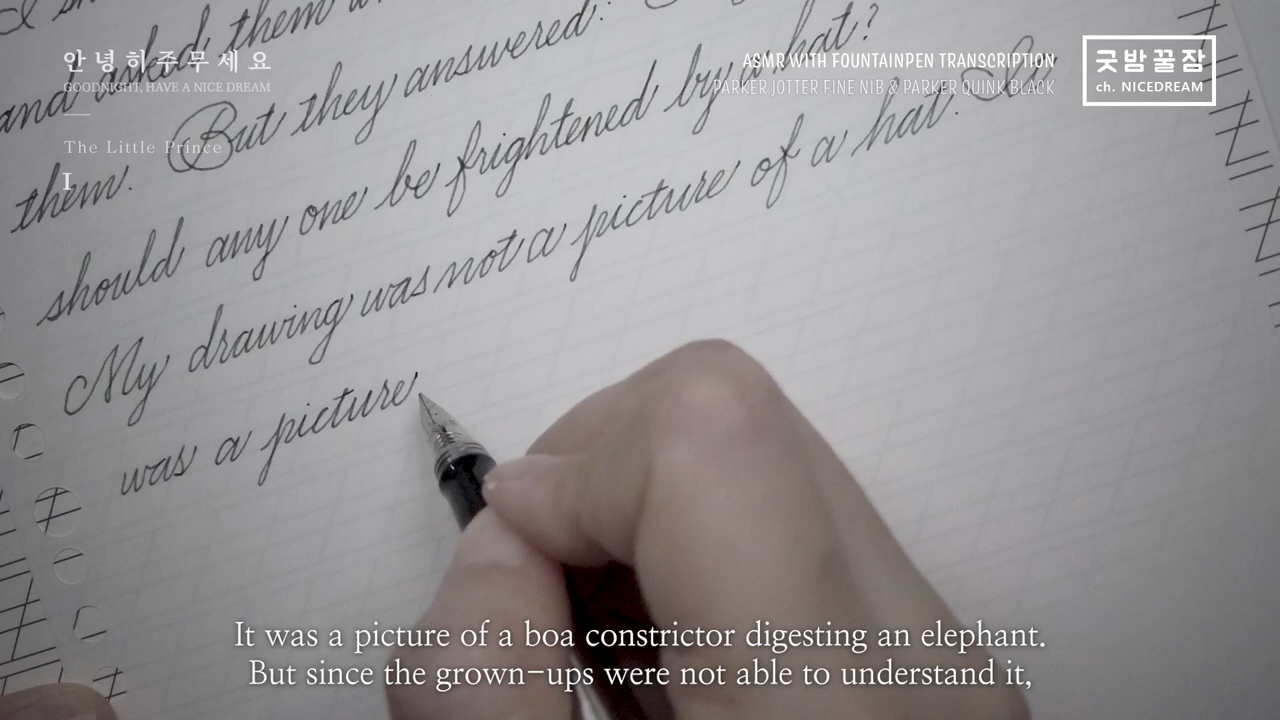 안녕히주무세요
GOODNIGHT, HAVE A NICE DREAM
The Little Prince
I
ASMR WITH FOUNTAINPEN TRANSCRIPTION
PARKER JOTTER FINE NIB & PARKER QUINK BLACK
굿밤꿀잠
ch. NICEDREAM
and asked them
them. But they answered:
should any one be frightened by a hat?
My drawing was not a picture of a hat.
was a picture
It was a picture of a boa constrictor digesting an elephant.
But since the grown-ups were not able to understand it,